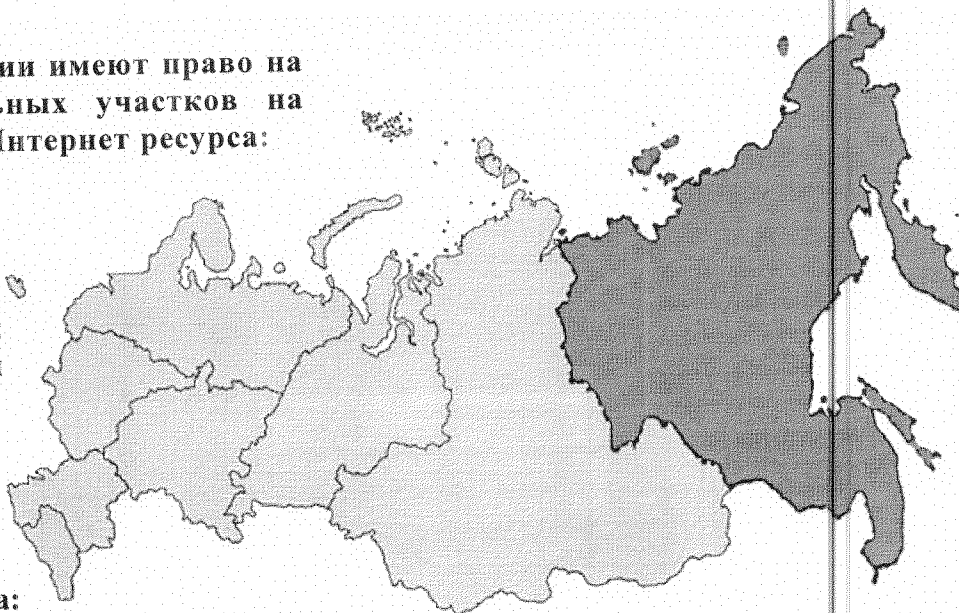 ии имеют право на
ьных участков на
Интернет ресурса:
а: